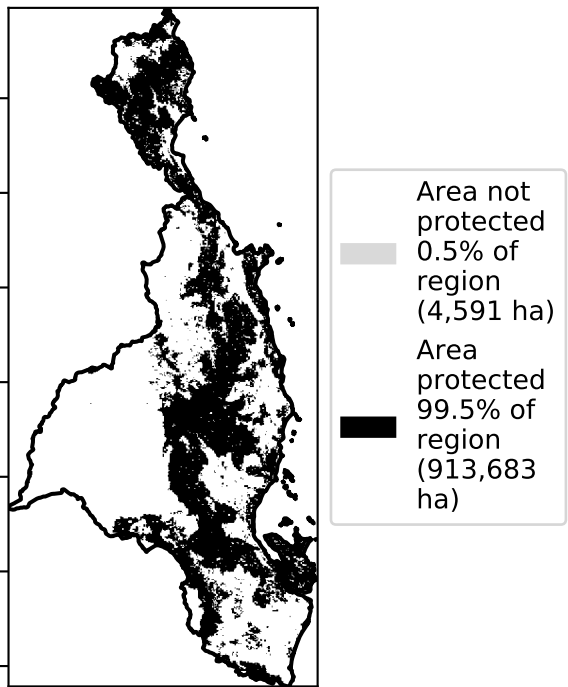 Area not
protected
0.5% of
region
(4,591 ha)
Area
protected
99.5% of
region
(913,683
ha)